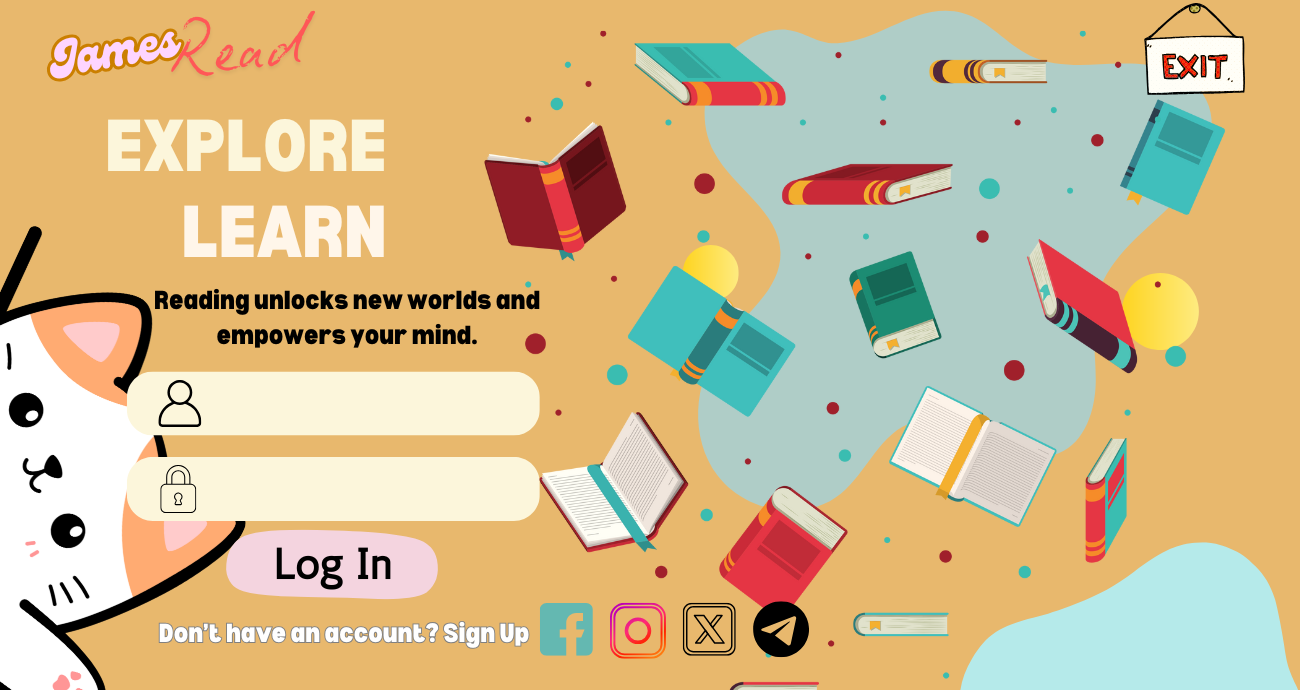 JamesRead
EXIT
EXPLORE
LEARN
Reading unlocks new worlds and
empowers your mind.
Log In
Don't have an account? Sign Up